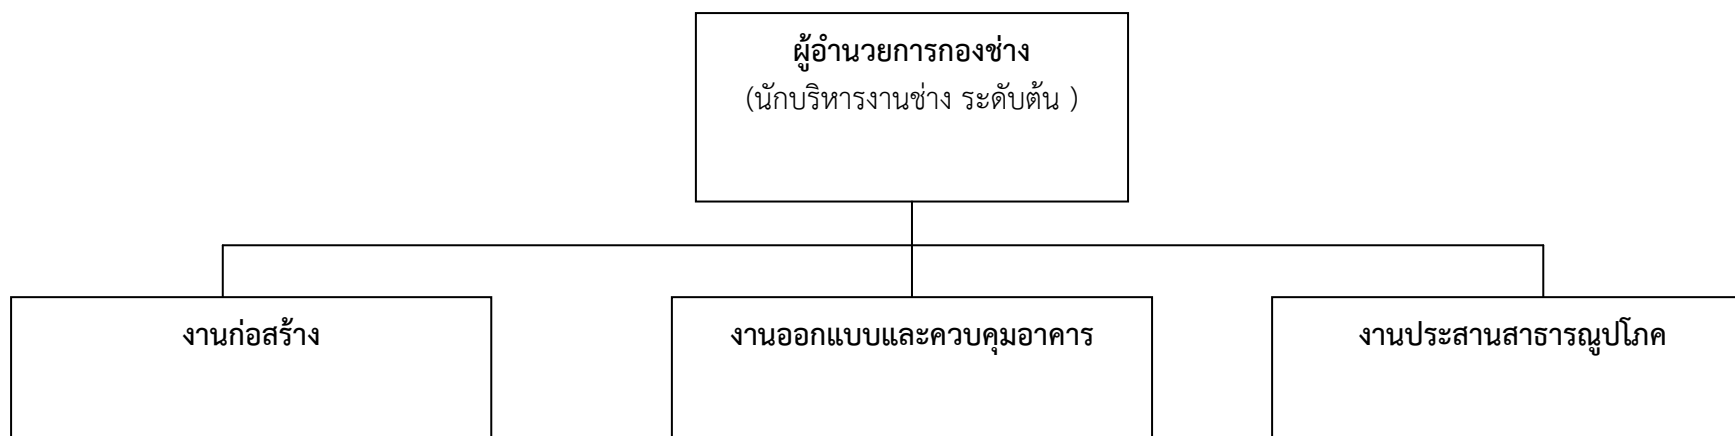 ผู้อำนวยการกองช่าง
(นักบริหารงานช่าง ระดับต้น )
งานก่อสร้าง
งานออกแบบและควบคุมอาคาร
งานประสานสาธารณูปโภค